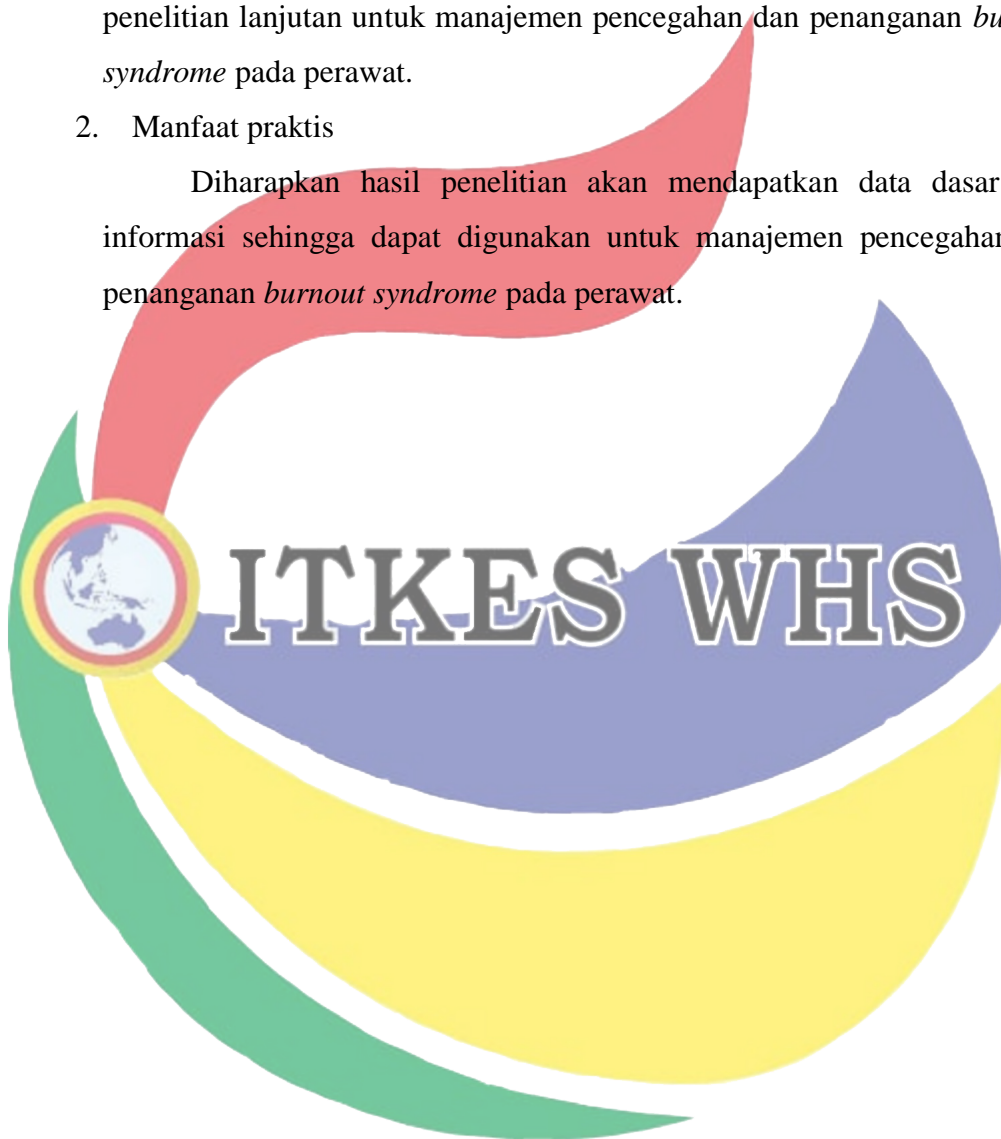 penelitian lanjutan untuk manajemen pencegahan dan penanganan
syndrome pada perawat.
2. Manfaat praktis
Diharapkan hasil penelitian akan mendapatkan data dasar
informasi sehingga dapat digunakan untuk manajemen pencegahan
penanganan burnout syndrome pada perawat.
ITKES WHS